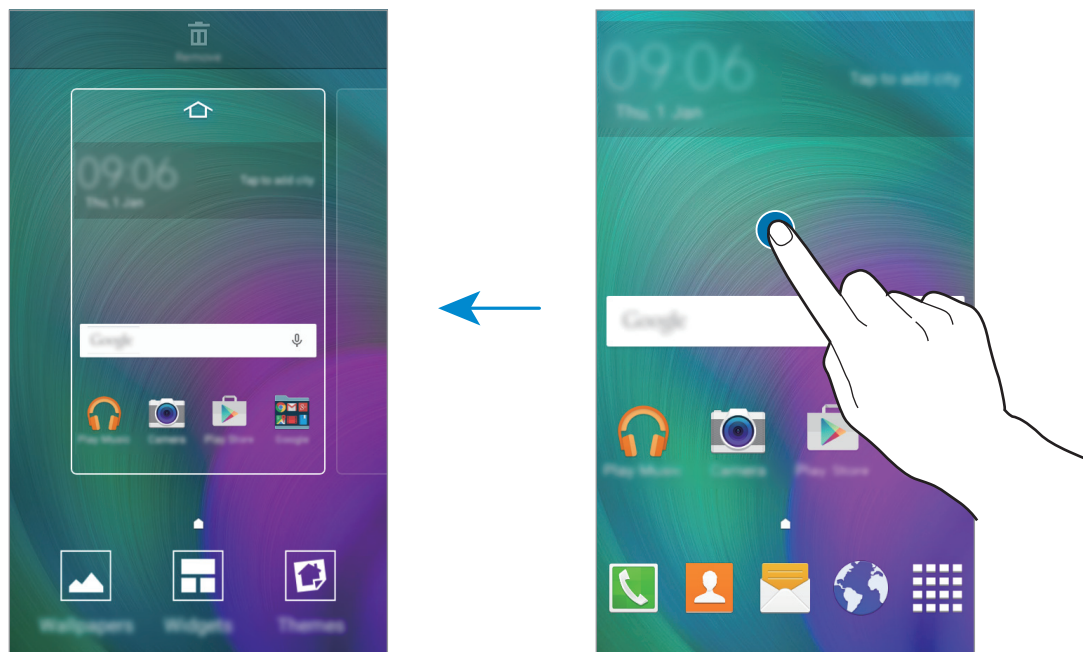 Remove
09:06
Tap to add city
Thu, 1 Jan
Google
Play Music Camera Play Store Google
Wallpapers Widgets Themes
09:06
Tap to add city
Thu, 1 Jan
Google
Play Music Camera Play Store